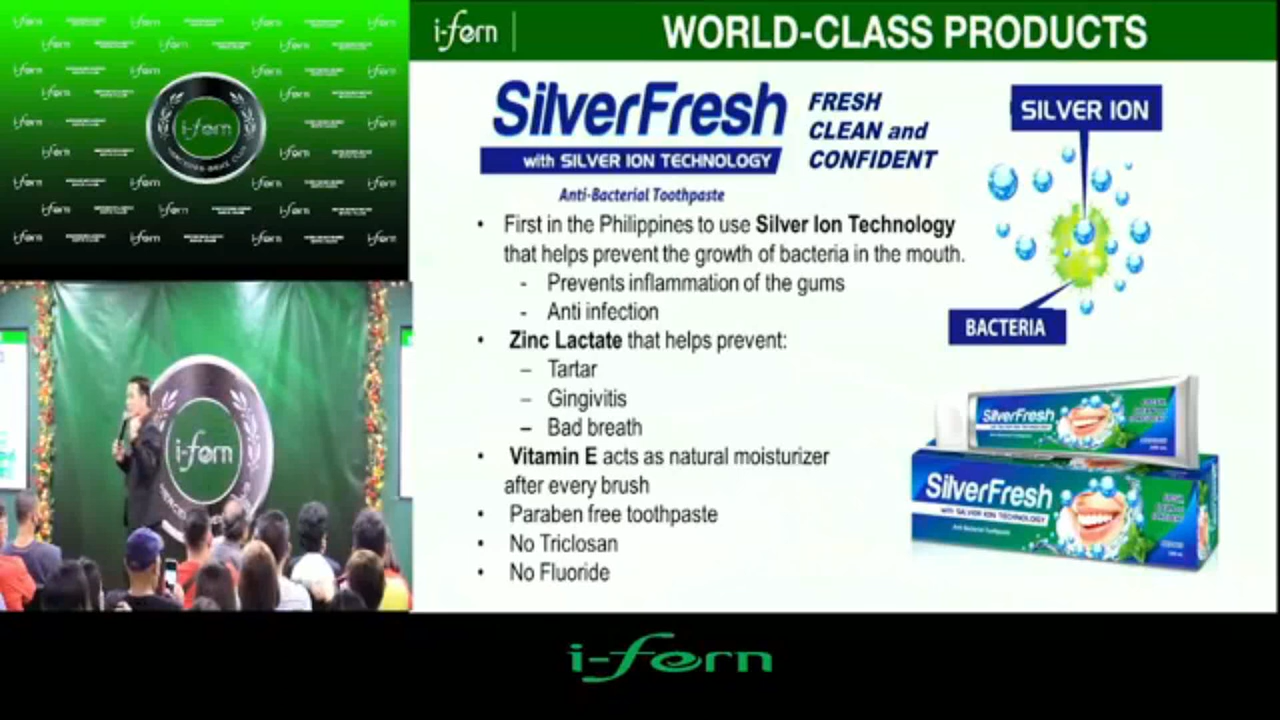 i-fern
WORLD-CLASS PRODUCTS
SilverFresh
with SILVER ION TECHNOLOGY
Anti-Bacterial Toothpaste
FRESH
CLEAN and
CONFIDENT
SILVER ION
BACTERIA
• First in the Philippines to use Silver Ion Technology
that helps prevent the growth of bacteria in the mouth.
- Prevents inflammation of the gums
- Anti infection
• Zinc Lactate that helps prevent:
– Tartar
– Gingivitis
– Bad breath
• Vitamin E acts as natural moisturizer
after every brush
• Paraben free toothpaste
• No Triclosan
• No Fluoride
SilverFresh
SilverFresh
with SILVER ION TECHNOLOGY
Anti-Bacterial Toothpaste
i-fern
i-fern
i-fern